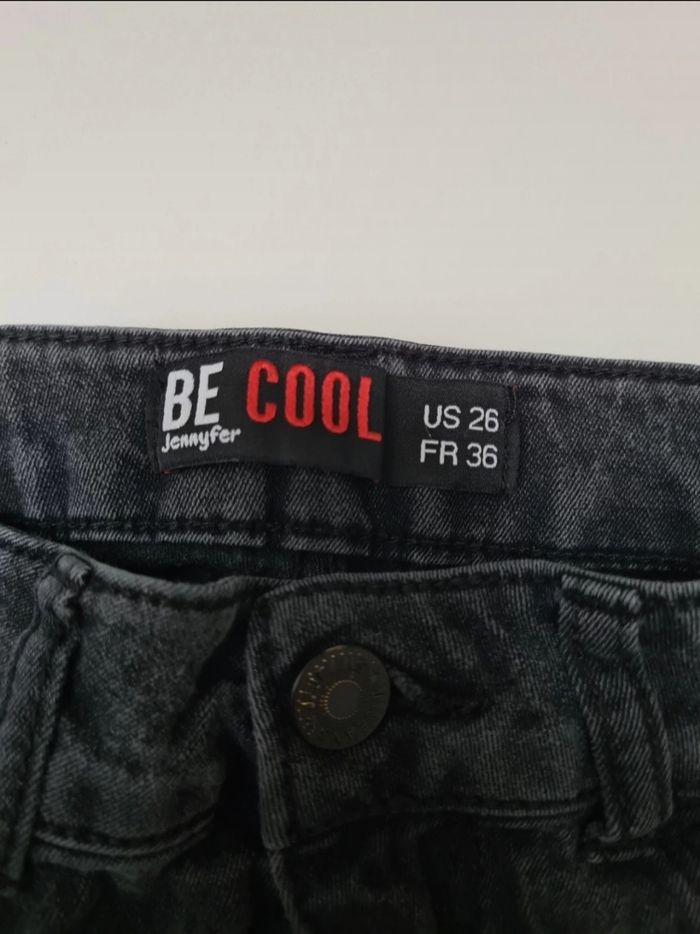 BE COOL
Jennyfer
US 26
FR 36